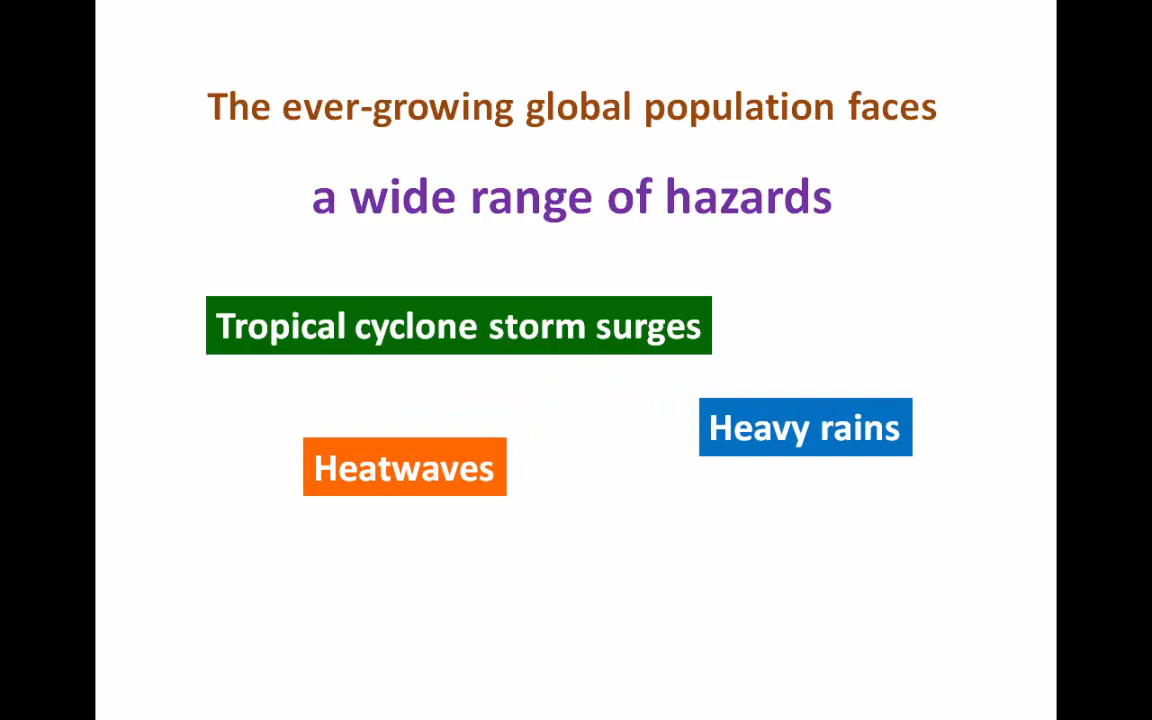 The ever-growing global population faces
a wide range of hazards
Tropical cyclone storm surges
Heavy rains
Heatwaves